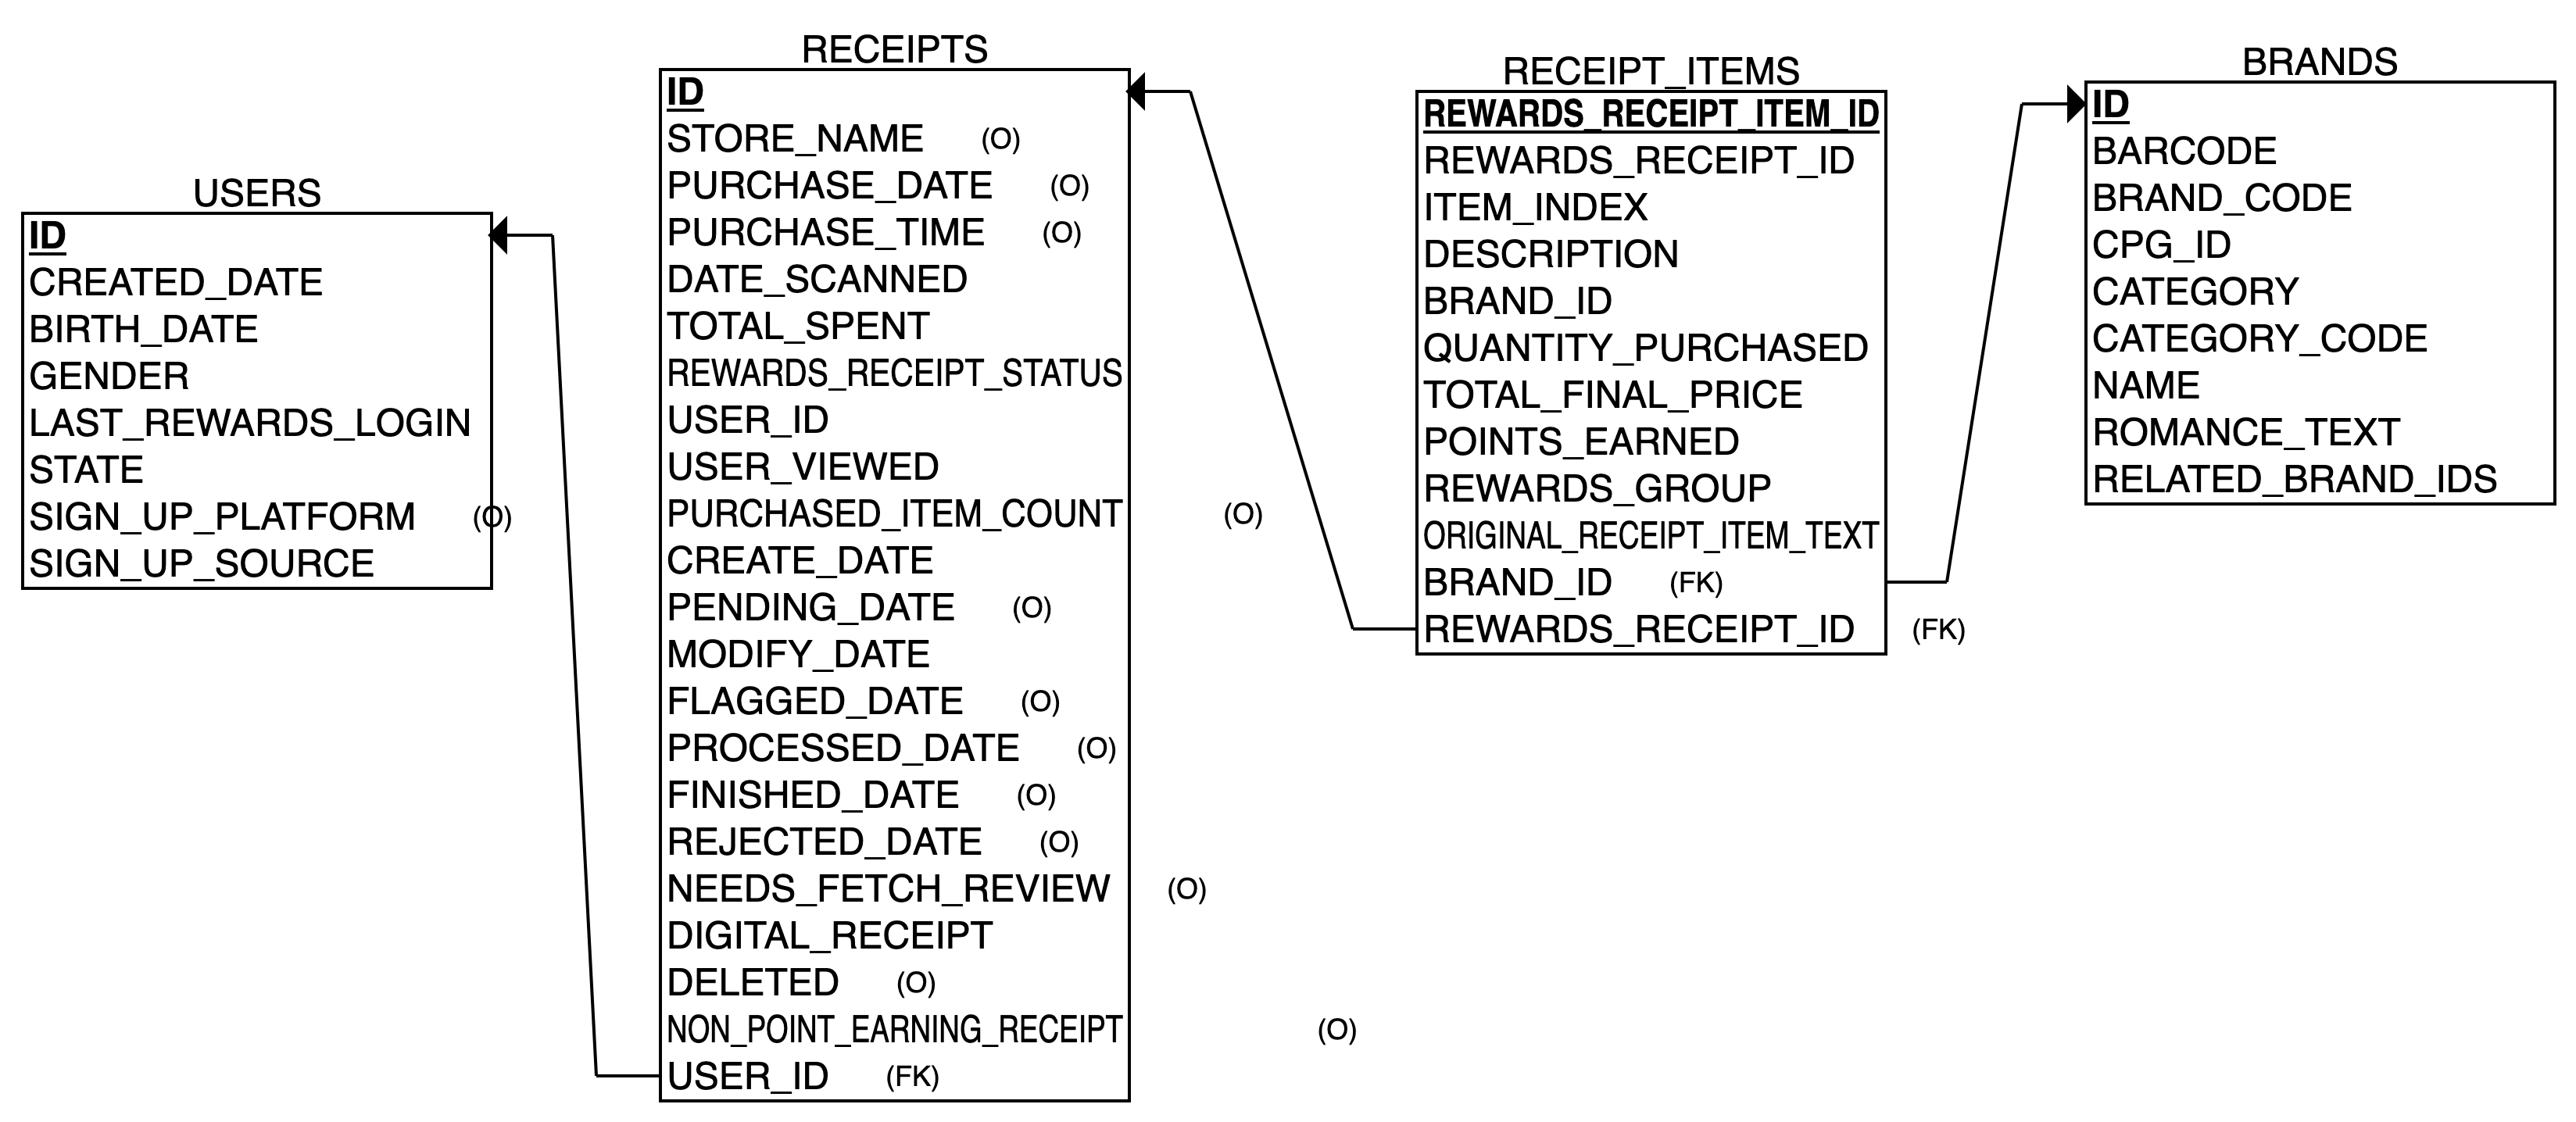 USERS
ID
CREATED_DATE
BIRTH_DATE
GENDER
LAST_REWARDS_LOGIN
STATE
SIGN_UP_PLATFORM (O)
SIGN_UP_SOURCE
RECEIPTS
ID
STORE_NAME (O)
PURCHASE_DATE (O)
PURCHASE_TIME (O)
DATE_SCANNED
TOTAL_SPENT
REWARDS_RECEIPT_STATUS
USER_ID
USER_VIEWED
PURCHASED_ITEM_COUNT (O)
CREATE_DATE
PENDING_DATE (O)
MODIFY_DATE
FLAGGED_DATE (O)
PROCESSED_DATE (O)
FINISHED_DATE (O)
REJECTED_DATE (O)
NEEDS_FETCH_REVIEW (O)
DIGITAL_RECEIPT
DELETED (O)
NON_POINT_EARNING_RECEIPT (O)
USER_ID (FK)
RECEIPT_ITEMS
REWARDS_RECEIPT_ITEM_ID
REWARDS_RECEIPT_ID
ITEM_INDEX
DESCRIPTION
BRAND_ID
QUANTITY_PURCHASED
TOTAL_FINAL_PRICE
POINTS_EARNED
REWARDS_GROUP
ORIGINAL_RECEIPT_ITEM_TEXT
BRAND_ID (FK)
REWARDS_RECEIPT_ID (FK)
BRANDS
ID
BARCODE
BRAND_CODE
CPG_ID
CATEGORY
CATEGORY_CODE
NAME
ROMANCE_TEXT
RELATED_BRAND_IDS